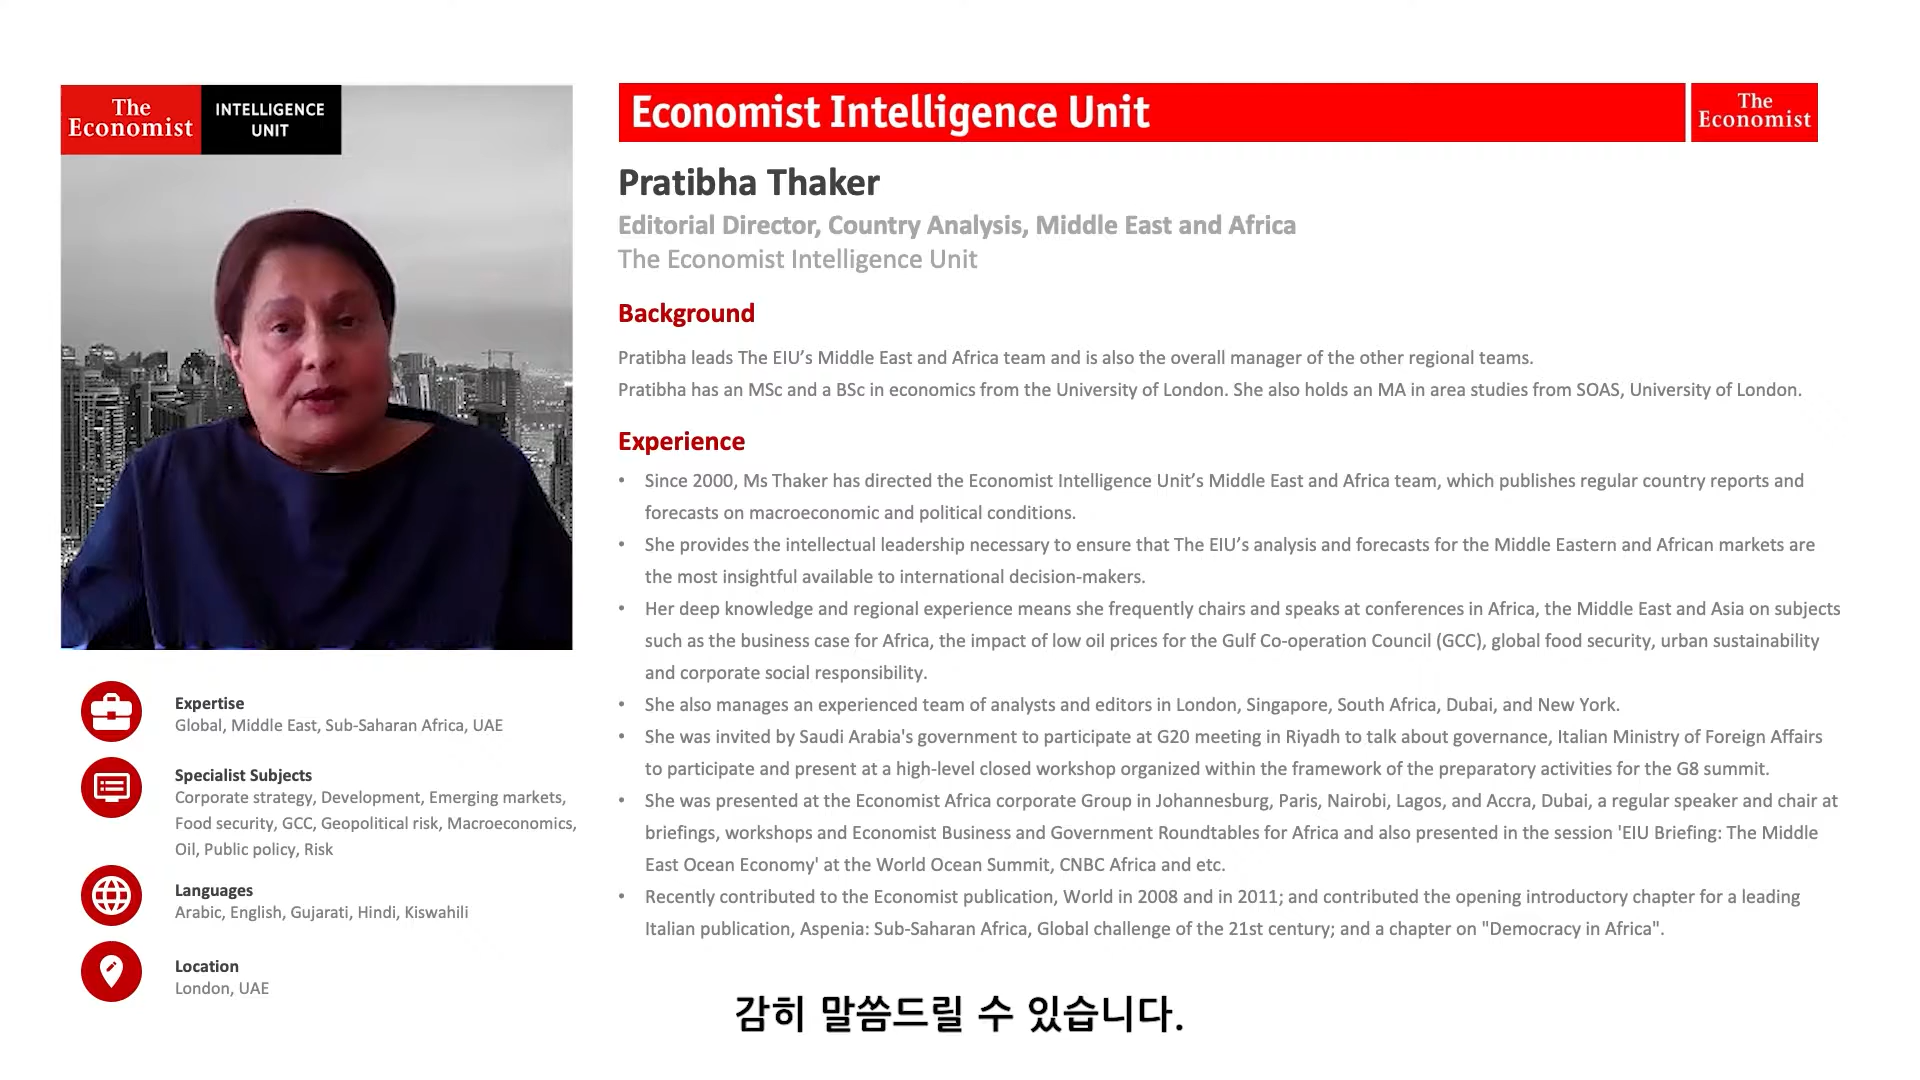 The
Economist
INTELLIGENCE
UNIT
Economist Intelligence Unit
The
Economist
Pratibha Thaker
Editorial Director, Country Analysis, Middle East and Africa
The Economist Intelligence Unit
Background
Pratibha leads The EIU’s Middle East and Africa team and is also the overall manager of the other regional teams.
Pratibha has an MSc and a BSc in economics from the University of London. She also holds an MA in area studies from SOAS, University of London.
Experience
• Since 2000, Ms Thaker has directed the Economist Intelligence Unit’s Middle East and Africa team, which publishes regular country reports and
forecasts on macroeconomic and political conditions.
• She provides the intellectual leadership necessary to ensure that The EIU’s analysis and forecasts for the Middle Eastern and African markets are
the most insightful available to international decision-makers.
• Her deep knowledge and regional experience means she frequently chairs and speaks at conferences in Africa, the Middle East and Asia on subjects
such as the business case for Africa, the impact of low oil prices for the Gulf Co-operation Council (GCC), global food security, urban sustainability
and corporate social responsibility.
• She also manages an experienced team of analysts and editors in London, Singapore, South Africa, Dubai, and New York.
• She was invited by Saudi Arabia's government to participate at G20 meeting in Riyadh to talk about governance, Italian Ministry of Foreign Affairs
to participate and present at a high-level closed workshop organized within the framework of the preparatory activities for the G8 summit.
• She was presented at the Economist Africa corporate Group in Johannesburg, Paris, Nairobi, Lagos, and Accra, Dubai, a regular speaker and chair at
briefings, workshops and Economist Business and Government Roundtables for Africa and also presented in the session 'EIU Briefing: The Middle
East Ocean Economy' at the World Ocean Summit, CNBC Africa and etc.
• Recently contributed to the Economist publication, World in 2008 and in 2011; and contributed the opening introductory chapter for a leading
Italian publication, Aspenia: Sub-Saharan Africa, Global challenge of the 21st century; and a chapter on "Democracy in Africa".
Expertise
Global, Middle East, Sub-Saharan Africa, UAE
Specialist Subjects
Corporate strategy, Development, Emerging markets,
Food security, GCC, Geopolitical risk, Macroeconomics,
Oil, Public policy, Risk
Languages
Arabic, English, Gujarati, Hindi, Kiswahili
Location
London, UAE
감히 말씀드릴 수 있습니다.